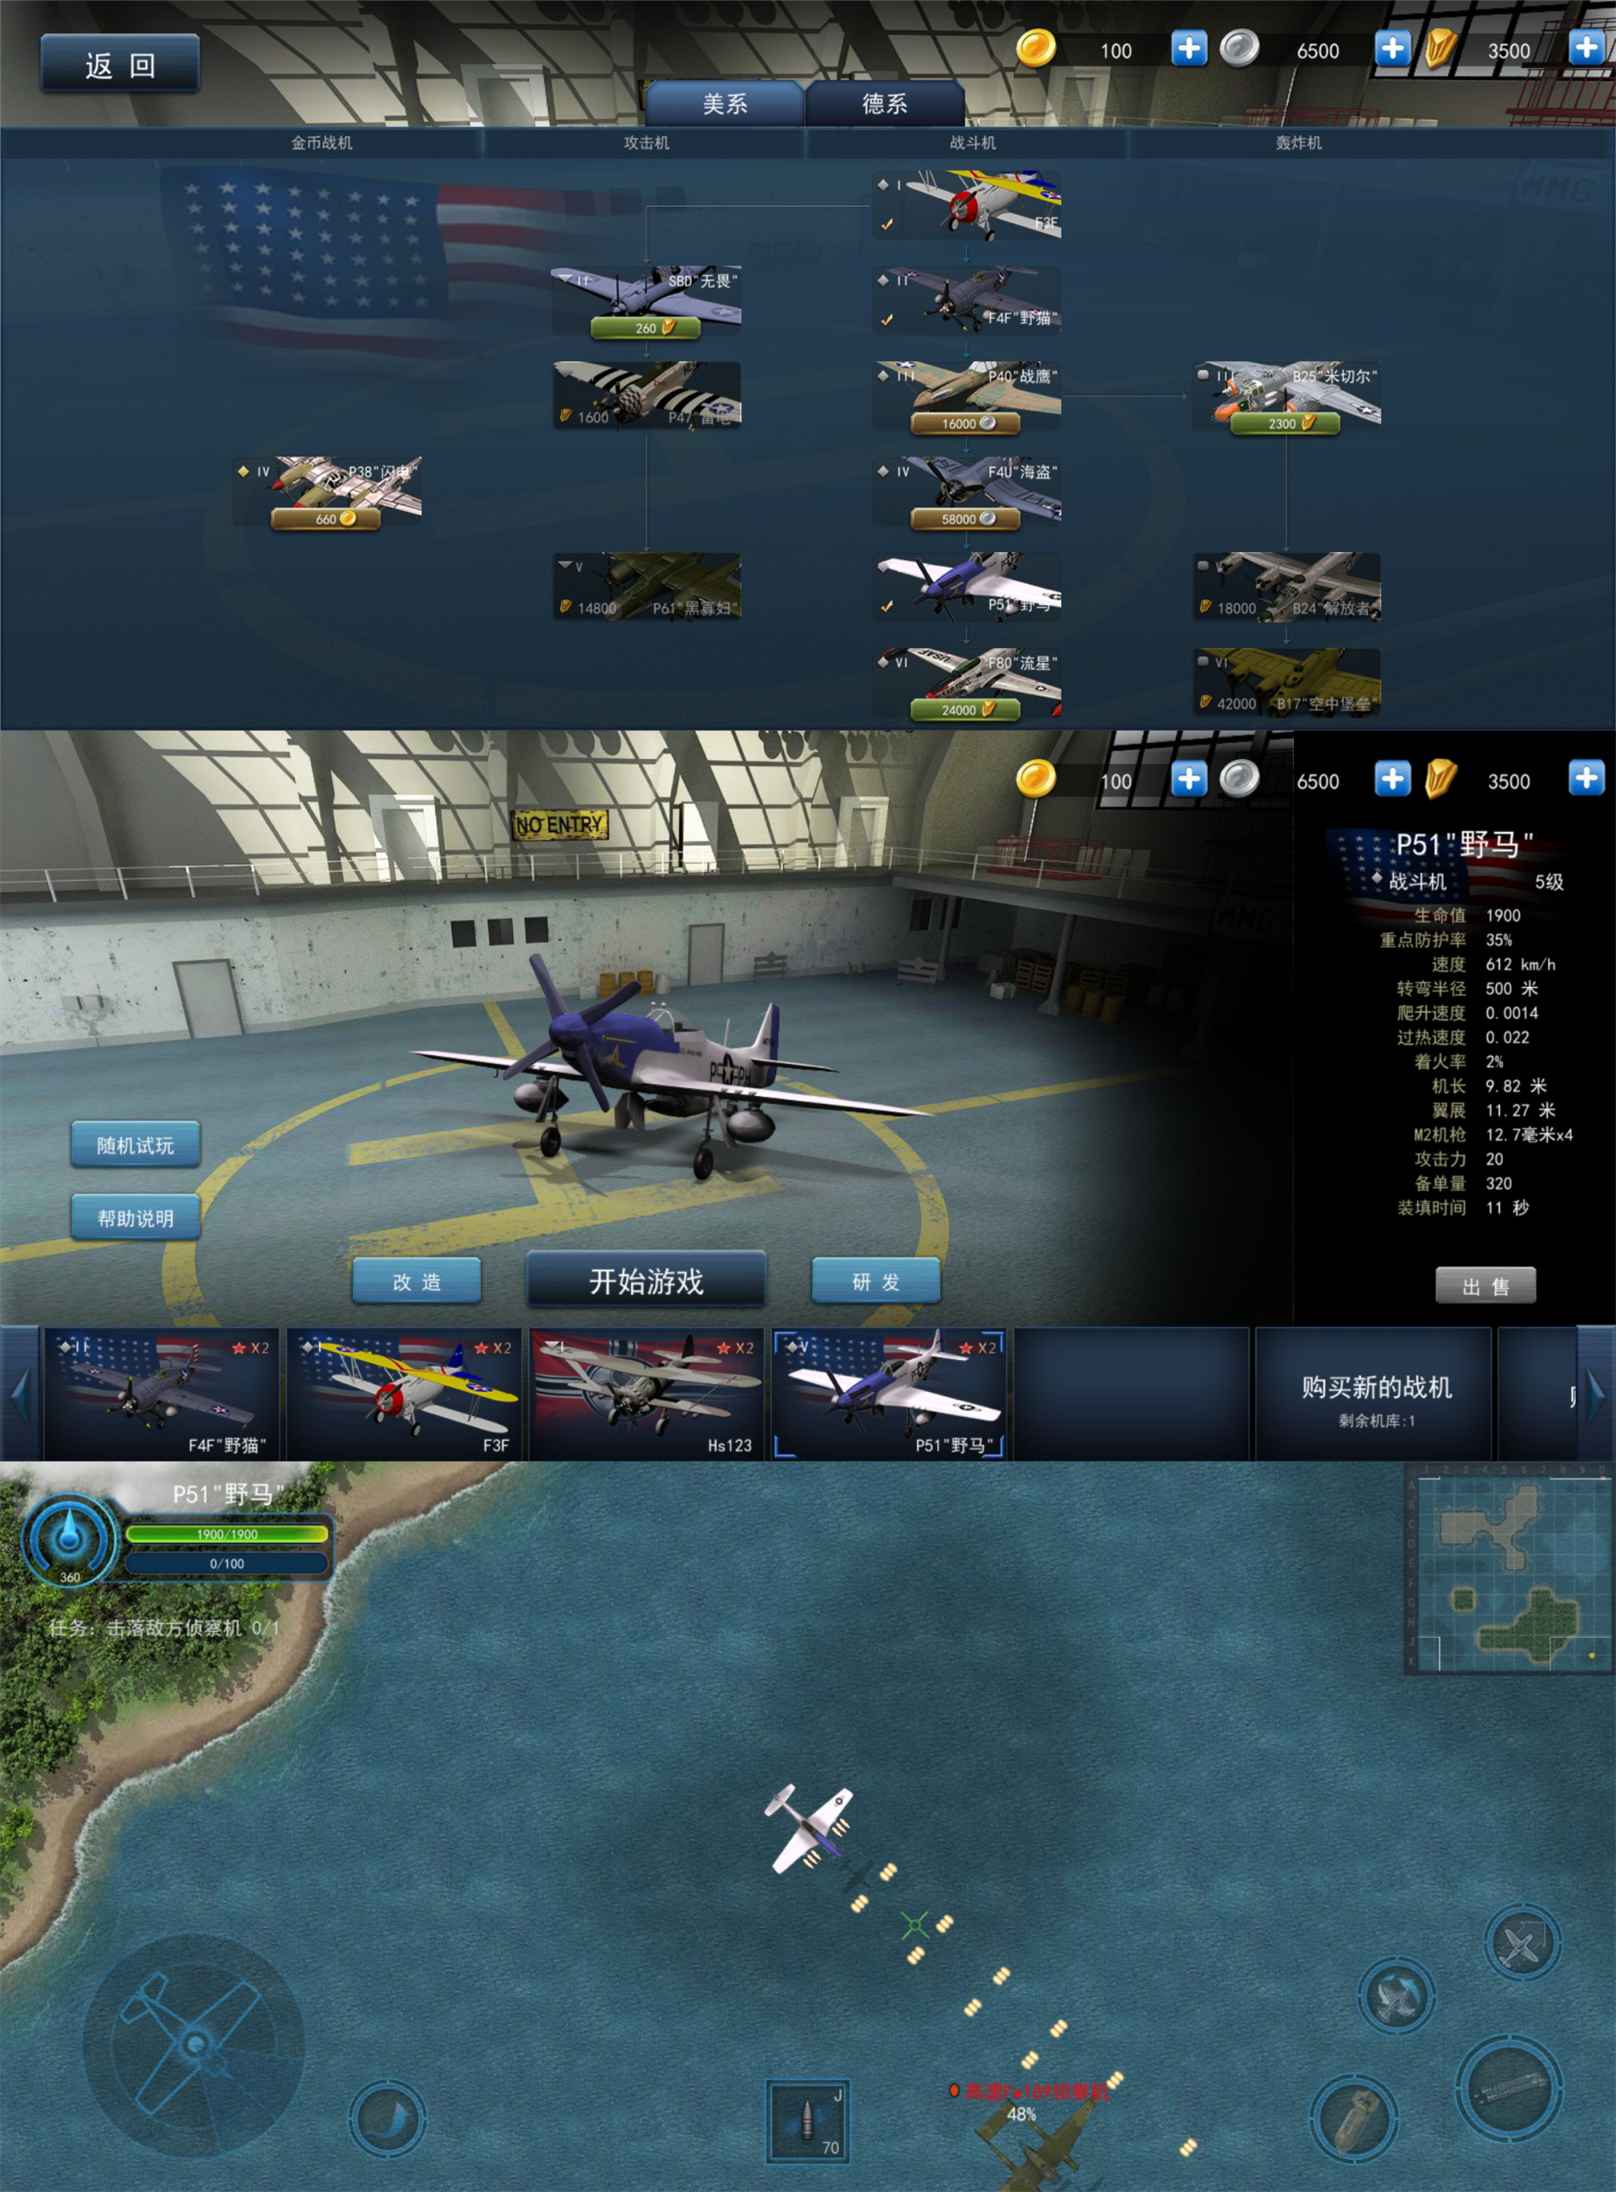 返 回
100
6500
3500
美系
德系
金币战机
攻击机
战斗机
轰炸机
I
F3F
II
SBD"无畏"
260
II
F4F"野猫"
1600
P47"雷电"
III
P40"战鹰"
16000
III
B25"米切尔"
2300
IV
P38"闪电"
660
IV
F4U"海盗"
58000
V
14800
P61"黑寡妇"
P51"野马"
V
18000
B24"解放者"
VI
F80"流星"
24000
VI
42000
B17"空中堡垒"
100
6500
3500
NO ENTRY
P51"野马"
战斗机
5级
生命值 1900
重点防护率 35%
速度 612 km/h
转弯半径 500 米
爬升速度 0.0014
过热速度 0.022
着火率 2%
机长 9.82 米
翼展 11.27 米
M2机枪 12.7毫米x4
攻击力 20
备单量 320
装填时间 11 秒
随机试玩
帮助说明
改 造
开始游戏
研 发
出 售
II
X2
F4F"野猫"
I
X2
F3F
I
X2
Hs123
V
X2
P51"野马"
购买新的战机
剩余机库:1
P51"野马"
1900/1900
0/100
360
任务: 击落敌方侦察机 0/1
48%
J
70